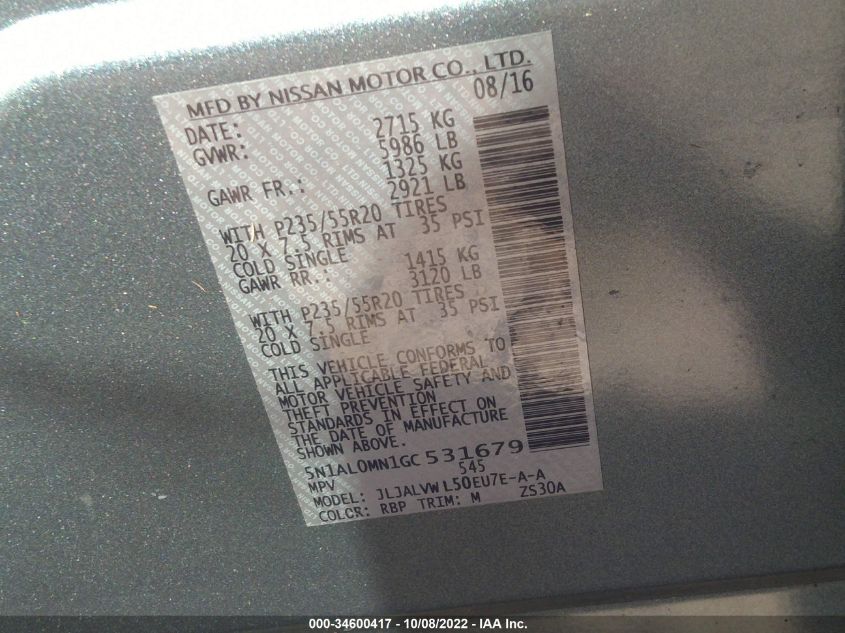 MFD BY NISSAN MOTOR CO., LTD.
DATE: 08/16
GVWR: 2715 KG
5986 LB
GAWR FR.: 1325 KG
2921 LB
WITH P235/55R20 TIRES
20 X 7.5 RIMS AT 35 PSI
COLD SINGLE
GAWR RR.: 1415 KG
3120 LB
WITH P235/55R20 TIRES
20 X 7.5 RIMS AT 35 PSI
COLD SINGLE
THIS VEHICLE CONFORMS TO
ALL APPLICABLE FEDERAL
MOTOR VEHICLE SAFETY AND
THEFT PREVENTION
STANDARDS IN EFFECT ON
THE DATE OF MANUFACTURE
SHOWN ABOVE.
5N1AL0MN1GC531679
MPV 545
MODEL: JLJALVWL50EU7E-A-A
COLOR: RBP TRIM: M ZS30A
000-34600417 - 10/08/2022 - IAA Inc.